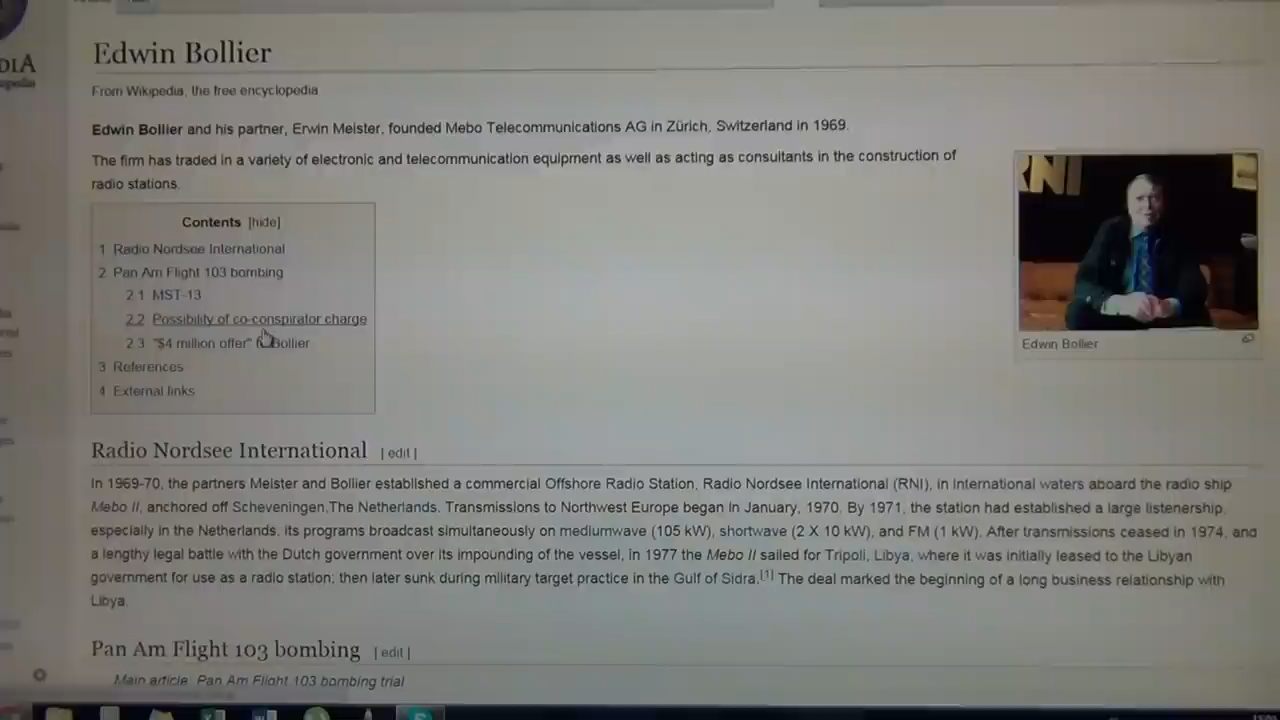 DIA
Edwin Bollier
From Wikipedia, the free encyclopedia
Edwin Bollier and his partner, Erwin Meister, founded Mebo Telecommunications AG in Zürich, Switzerland in 1969.
The firm has traded in a variety of electronic and telecommunication equipment as well as acting as consultants in the construction of
radio stations.
RNI
Edwin Bollier
Contents [hide]
1 Radio Nordsee International
2 Pan Am Flight 103 bombing
2.1 MST-13
2.2 Possibility of co-conspirator charge
2.3 "$4 million offer" Bollier
3 References
4 External links
Radio Nordsee International [ edit ]
In 1969-70, the partners Meister and Bollier established a commercial Offshore Radio Station, Radio Nordsee International (RNI), in International waters aboard the radio ship
Mebo II, anchored off Scheveningen,The Netherlands. Transmissions to Northwest Europe began in January, 1970. By 1971, the station had established a large listenership,
especially in the Netherlands, its programs broadcast simultaneously on mediumwave (105 kW), shortwave (2 X 10 kW), and FM (1 kW). After transmissions ceased in 1974, and
a lengthy legal battle with the Dutch government over its impounding of the vessel, in 1977 the Mebo II sailed for Tripoli, Libya, where it was initially leased to the Libyan
government for use as a radio station; then later sunk during military target practice in the Gulf of Sidra.[1] The deal marked the beginning of a long business relationship with
Libya.
Pan Am Flight 103 bombing [ edit ]
Main article: Pan Am Flight 103 bombing trial